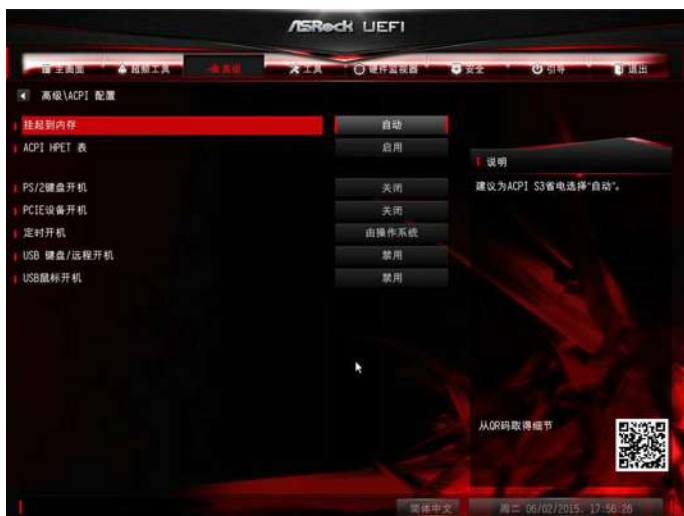 ASRock UEFI
主画面 超频工具 高级 工具 硬件监视器 安全 引导 退出
高级\ACPI 配置
挂起到内存 自动
ACPI HPET 表 启用
PS/2键盘开机 关闭
PCIE设备开机 关闭
定时开机 由操作系统
USB 键盘/远程开机 禁用
USB鼠标开机 禁用
说明
建议为ACPI S3省电选择"自动"。
从QR码取得细节
简体中文 周二 06/02/2015. 17:56:26